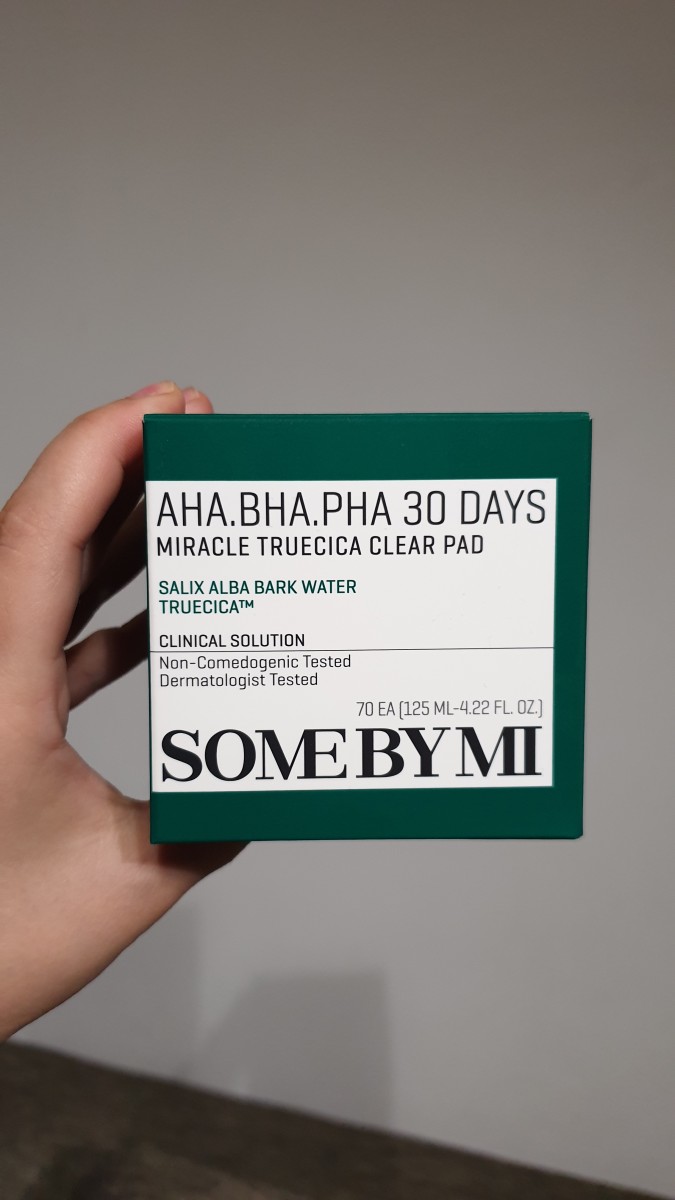 AHA.BHA.PHA 30 DAYS
MIRACLE TRUECICA CLEAR PAD
SALIX ALBA BARK WATER
TRUECICA™
CLINICAL SOLUTION
Non-Comedogenic Tested
Dermatologist Tested
70 EA (125 ML-4.22 FL. OZ.)
SOME BY MI